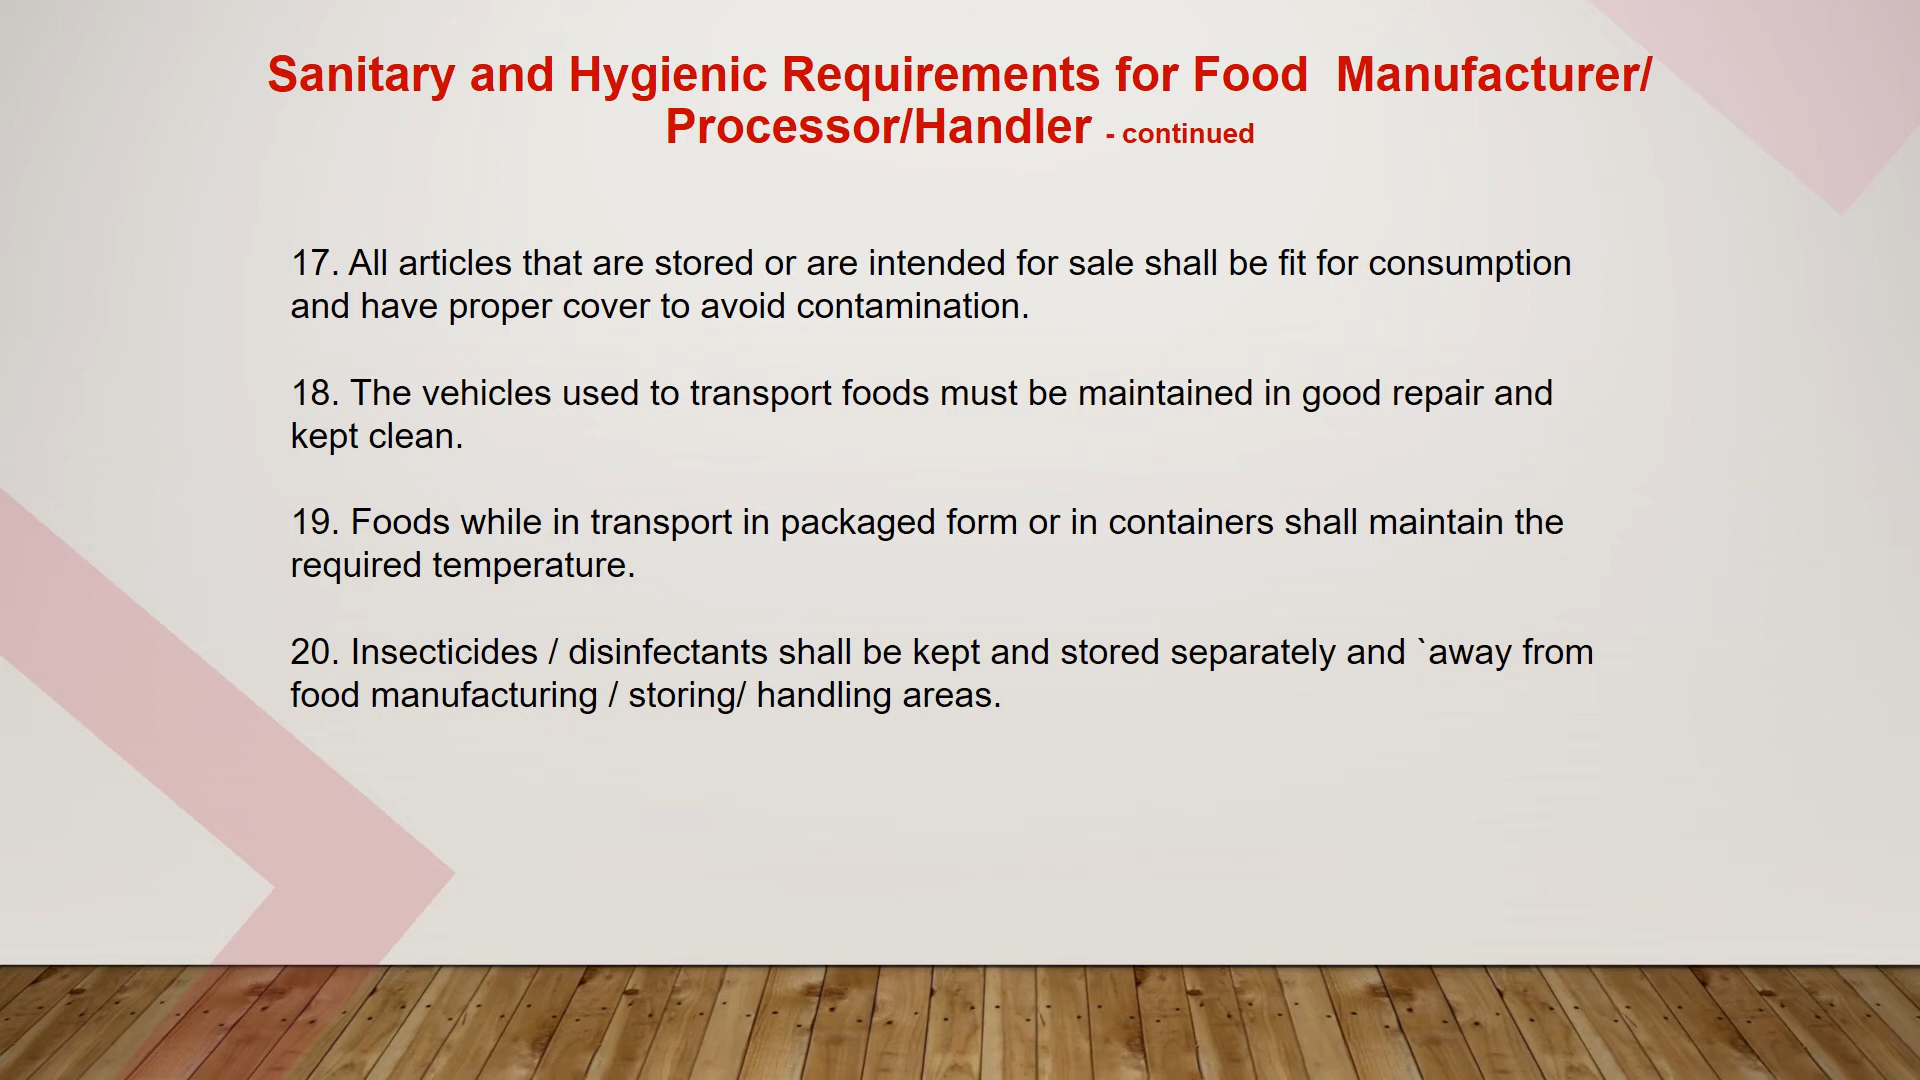 Sanitary and Hygienic Requirements for Food  Manufacturer/
Processor/Handler - continued
17. All articles that are stored or are intended for sale shall be fit for consumption
and have proper cover to avoid contamination.
18. The vehicles used to transport foods must be maintained in good repair and
kept clean.
19. Foods while in transport in packaged form or in containers shall maintain the
required temperature.
20. Insecticides / disinfectants shall be kept and stored separately and `away from
food manufacturing / storing/ handling areas.